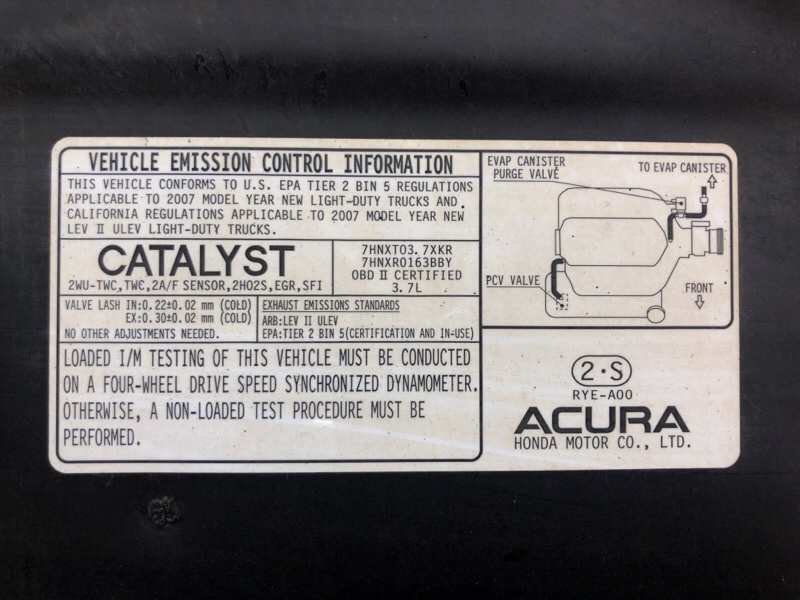 VEHICLE EMISSION CONTROL INFORMATION
THIS VEHICLE CONFORMS TO U.S. EPA TIER 2 BIN 5 REGULATIONS
APPLICABLE TO 2007 MODEL YEAR NEW LIGHT-DUTY TRUCKS AND
CALIFORNIA REGULATIONS APPLICABLE TO 2007 MODEL YEAR NEW
LEV II ULEV LIGHT-DUTY TRUCKS.
CATALYST
2WU-TWC,TWC,2A/F SENSOR,2HO2S,EGR,SFI
7HNXT03.7XKR
7HNXR0163BBY
OBD II CERTIFIED
3.7L
VALVE LASH IN:0.22±0.02 mm (COLD)
EX:0.30±0.02 mm (COLD)
NO OTHER ADJUSTMENTS NEEDED.
EXHAUST EMISSIONS STANDARDS
ARB:LEV II ULEV
EPA:TIER 2 BIN 5(CERTIFICATION AND IN-USE)
LOADED I/M TESTING OF THIS VEHICLE MUST BE CONDUCTED
ON A FOUR-WHEEL DRIVE SPEED SYNCHRONIZED DYNAMOMETER.
OTHERWISE, A NON-LOADED TEST PROCEDURE MUST BE
PERFORMED.
EVAP CANISTER
PURGE VALVE
TO EVAP CANISTER
PCV VALVE
FRONT
2·S
RYE-A00
ACURA
HONDA MOTOR CO., LTD.